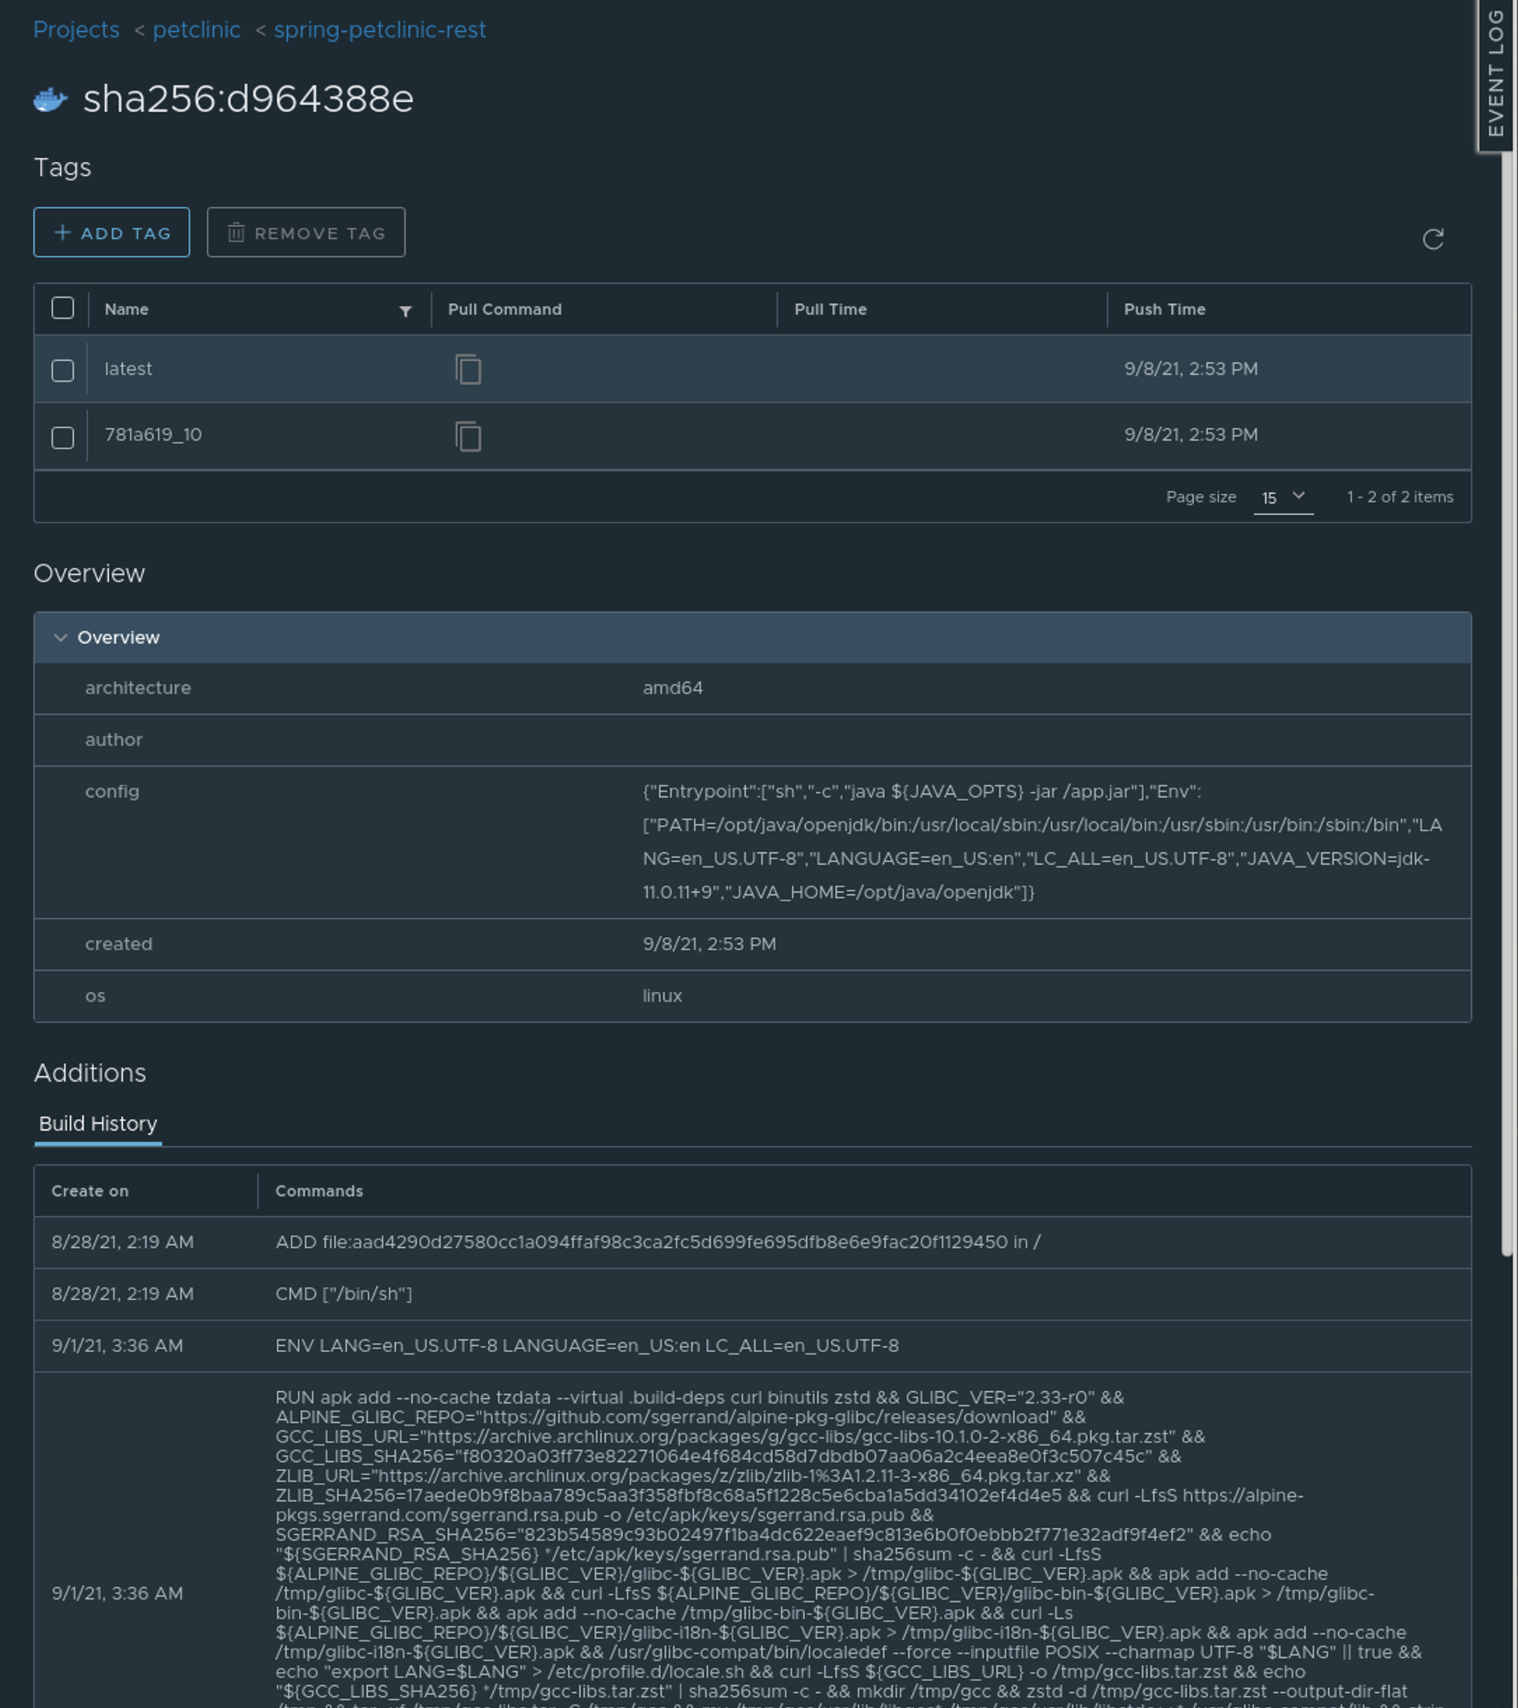 Projects < petclinic < spring-petclinic-rest
EVENT LOG
sha256:d964388e
Tags
+ ADD TAG
REMOVE TAG
Name Pull Command Pull Time Push Time
latest 9/8/21, 2:53 PM
781a619_10 9/8/21, 2:53 PM
Page size 15 1 - 2 of 2 items
Overview
Overview
architecture amd64
author
config {"Entrypoint":["sh","-c","java ${JAVA_OPTS} -jar /app.jar"],"Env":
["PATH=/opt/java/openjdk/bin:/usr/local/sbin:/usr/local/bin:/usr/sbin:/usr/bin:/sbin:/bin","LA
NG=en_US.UTF-8","LANGUAGE=en_US:en","LC_ALL=en_US.UTF-8","JAVA_VERSION=jdk-
11.0.11+9","JAVA_HOME=/opt/java/openjdk"]}
created 9/8/21, 2:53 PM
os linux
Additions
Build History
Create on Commands
8/28/21, 2:19 AM ADD file:aad4290d27580cc1a094ffaf98c3ca2fc5d699fe695dfb8e6e9fac20f1129450 in /
8/28/21, 2:19 AM CMD ["/bin/sh"]
9/1/21, 3:36 AM ENV LANG=en_US.UTF-8 LANGUAGE=en_US:en LC_ALL=en_US.UTF-8
RUN apk add --no-cache tzdata --virtual .build-deps curl binutils zstd && GLIBC_VER="2.33-r0" &&
ALPINE_GLIBC_REPO="https://github.com/sgerrand/alpine-pkg-glibc/releases/download" &&
GCC_LIBS_URL="https://archive.archlinux.org/packages/g/gcc-libs/gcc-libs-10.1.0-2-x86_64.pkg.tar.zst" &&
GCC_LIBS_SHA256="f80320a03ff73e82271064e4f684cd58d7dbdb07aa06a2c4eea8e0f3c507c45c" &&
ZLIB_URL="https://archive.archlinux.org/packages/z/zlib/zlib-1%3A1.2.11-3-x86_64.pkg.tar.xz" &&
ZLIB_SHA256=17aede0b9f8baa789c5aa3f358fbf8c68a5f1228c5e6cba1a5dd34102ef4d4e5 && curl -LfsS https://alpine-
pkgs.sgerrand.com/sgerrand.rsa.pub -o /etc/apk/keys/sgerrand.rsa.pub &&
SGERRAND_RSA_SHA256="823b54589c93b02497f1ba4dc622eaef9c813e6b0f0ebbb2f771e32adf9f4ef2" && echo
"${SGERRAND_RSA_SHA256} */etc/apk/keys/sgerrand.rsa.pub" | sha256sum -c - && curl -LfsS
${ALPINE_GLIBC_REPO}/${GLIBC_VER}/glibc-${GLIBC_VER}.apk > /tmp/glibc-${GLIBC_VER}.apk && apk add --no-cache
9/1/21, 3:36 AM /tmp/glibc-${GLIBC_VER}.apk && curl -LfsS ${ALPINE_GLIBC_REPO}/${GLIBC_VER}/glibc-bin-${GLIBC_VER}.apk > /tmp/glibc-
bin-${GLIBC_VER}.apk && apk add --no-cache /tmp/glibc-bin-${GLIBC_VER}.apk && curl -Ls
${ALPINE_GLIBC_REPO}/${GLIBC_VER}/glibc-i18n-${GLIBC_VER}.apk > /tmp/glibc-i18n-${GLIBC_VER}.apk && apk add --no-cache
/tmp/glibc-i18n-${GLIBC_VER}.apk && /usr/glibc-compat/bin/localedef --force --inputfile POSIX --charmap UTF-8 "$LANG" || true &&
echo "export LANG=$LANG" > /etc/profile.d/locale.sh && curl -LfsS ${GCC_LIBS_URL} -o /tmp/gcc-libs.tar.zst && echo
"${GCC_LIBS_SHA256} */tmp/gcc-libs.tar.zst" | sha256sum -c - && mkdir /tmp/gcc && zstd -d /tmp/gcc-libs.tar.zst --output-dir-flat